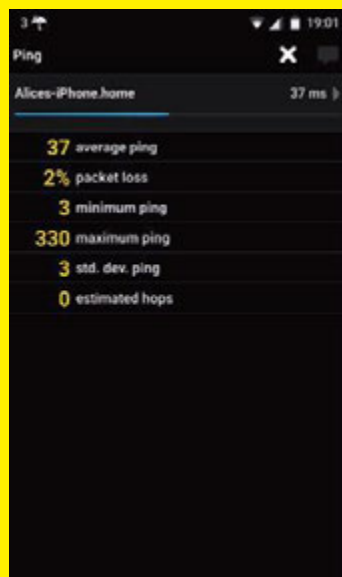 3 19:01
Ping
Alices-iPhone.home 37 ms
37 average ping
2% packet loss
3 minimum ping
330 maximum ping
3 std. dev. ping
0 estimated hops